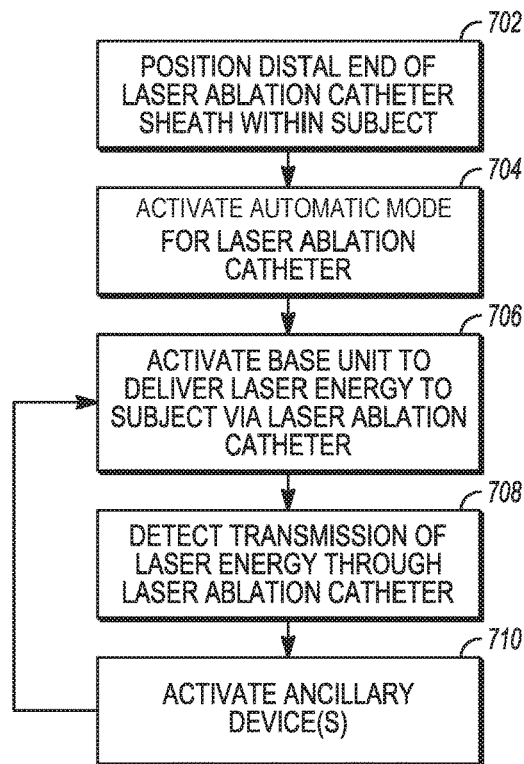 702
POSITION DISTAL END OF
LASER ABLATION CATHETER
SHEATH WITHIN SUBJECT
704
ACTIVATE AUTOMATIC MODE
FOR LASER ABLATION
CATHETER
706
ACTIVATE BASE UNIT TO
DELIVER LASER ENERGY TO
SUBJECT VIA LASER ABLATION
CATHETER
708
DETECT TRANSMISSION OF
LASER ENERGY THROUGH
LASER ABLATION CATHETER
710
ACTIVATE ANCILLARY
DEVICE(S)